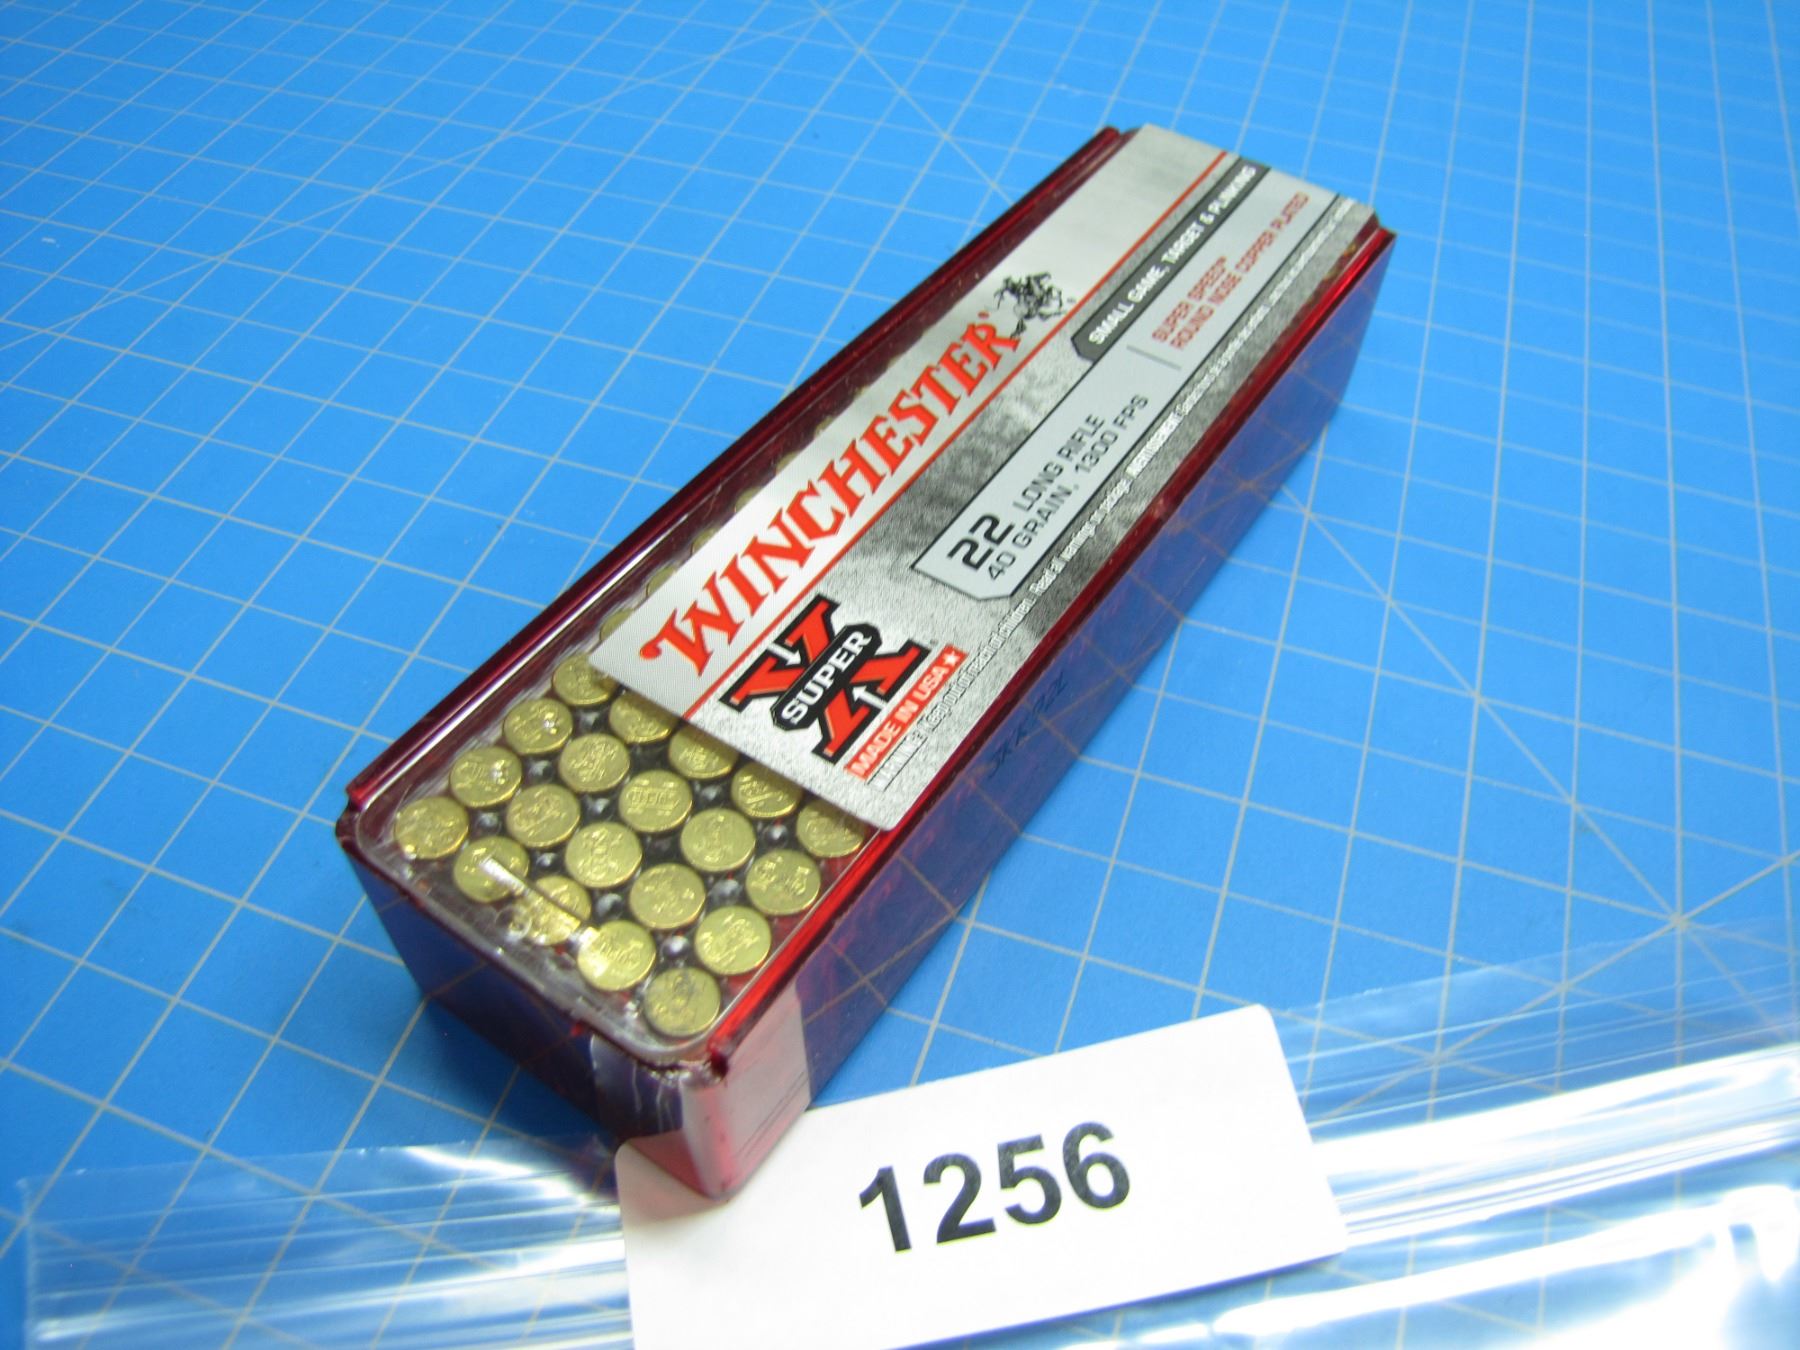 WINCHESTER
SUPER
X
MADE IN USA
22 LONG RIFLE
40 GRAIN, 1300 FPS
SMALL GAME, TARGET & PLINKING
SUPER SPEED™
ROUND NOSE COPPER PLATED
1256